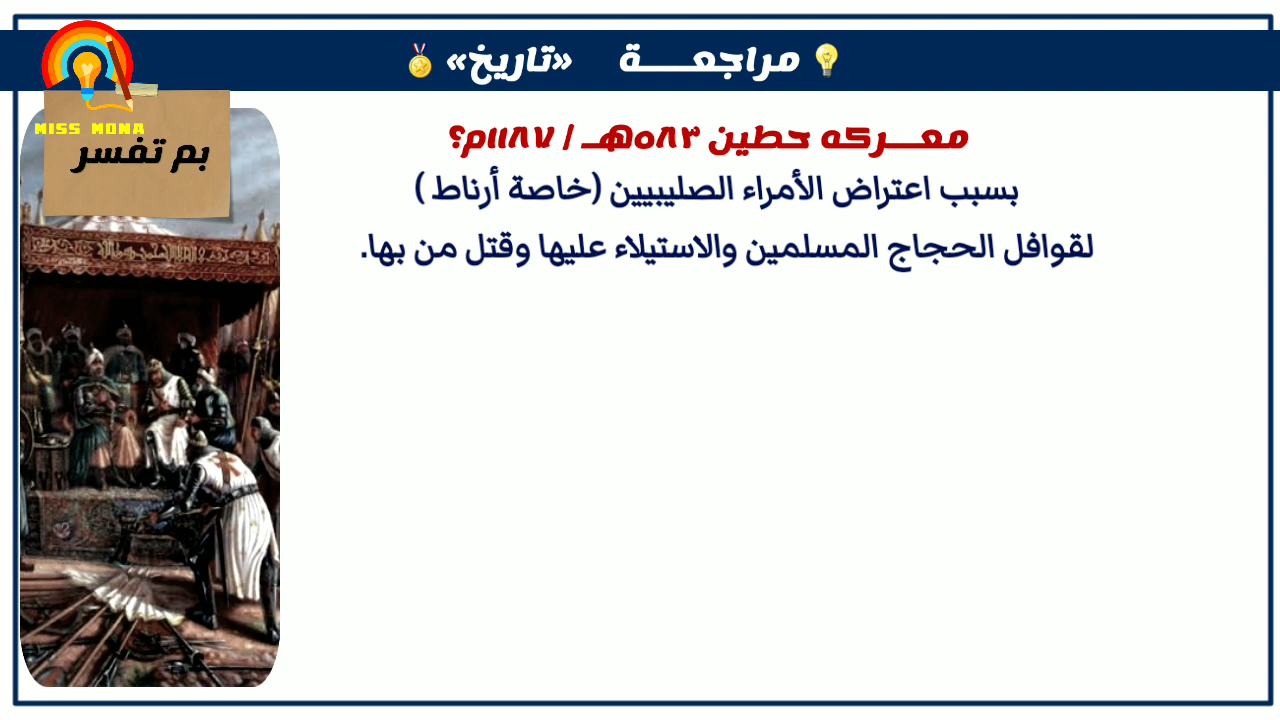 مراجعــــة «تاريخ»
MISS MONA
بم تفسر
معـــركه حطين ٥٨٣هـ / ١١٨٧م؟
بسبب اعتراض الأمراء الصليبيين (خاصة أرناط )
لقوافل الحجاج المسلمين والاستيلاء عليها وقتل من بها.